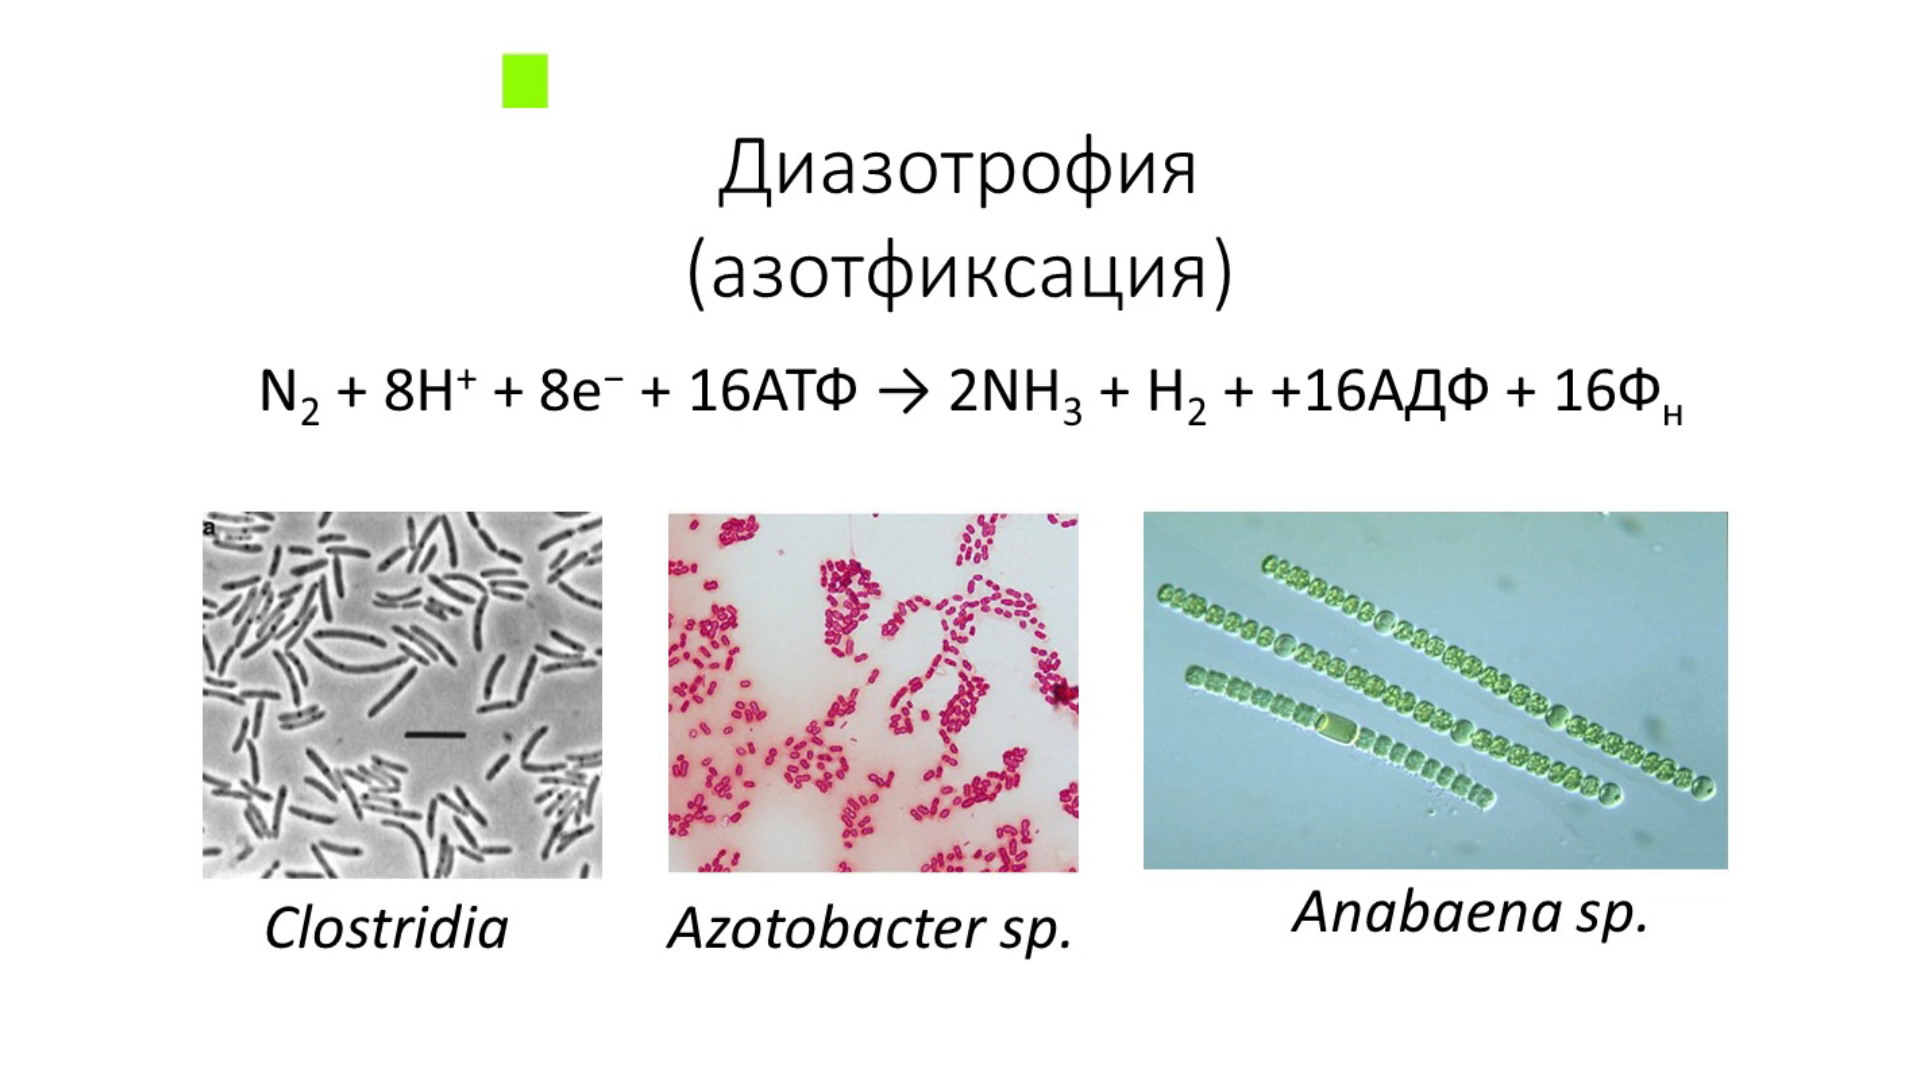 Диазотрофия
(азотфиксация)
N₂ + 8H⁺ + 8e⁻ + 16АТФ → 2NH₃ + H₂ + +16АДФ + 16Фн
a
Clostridia
Azotobacter sp.
Anabaena sp.